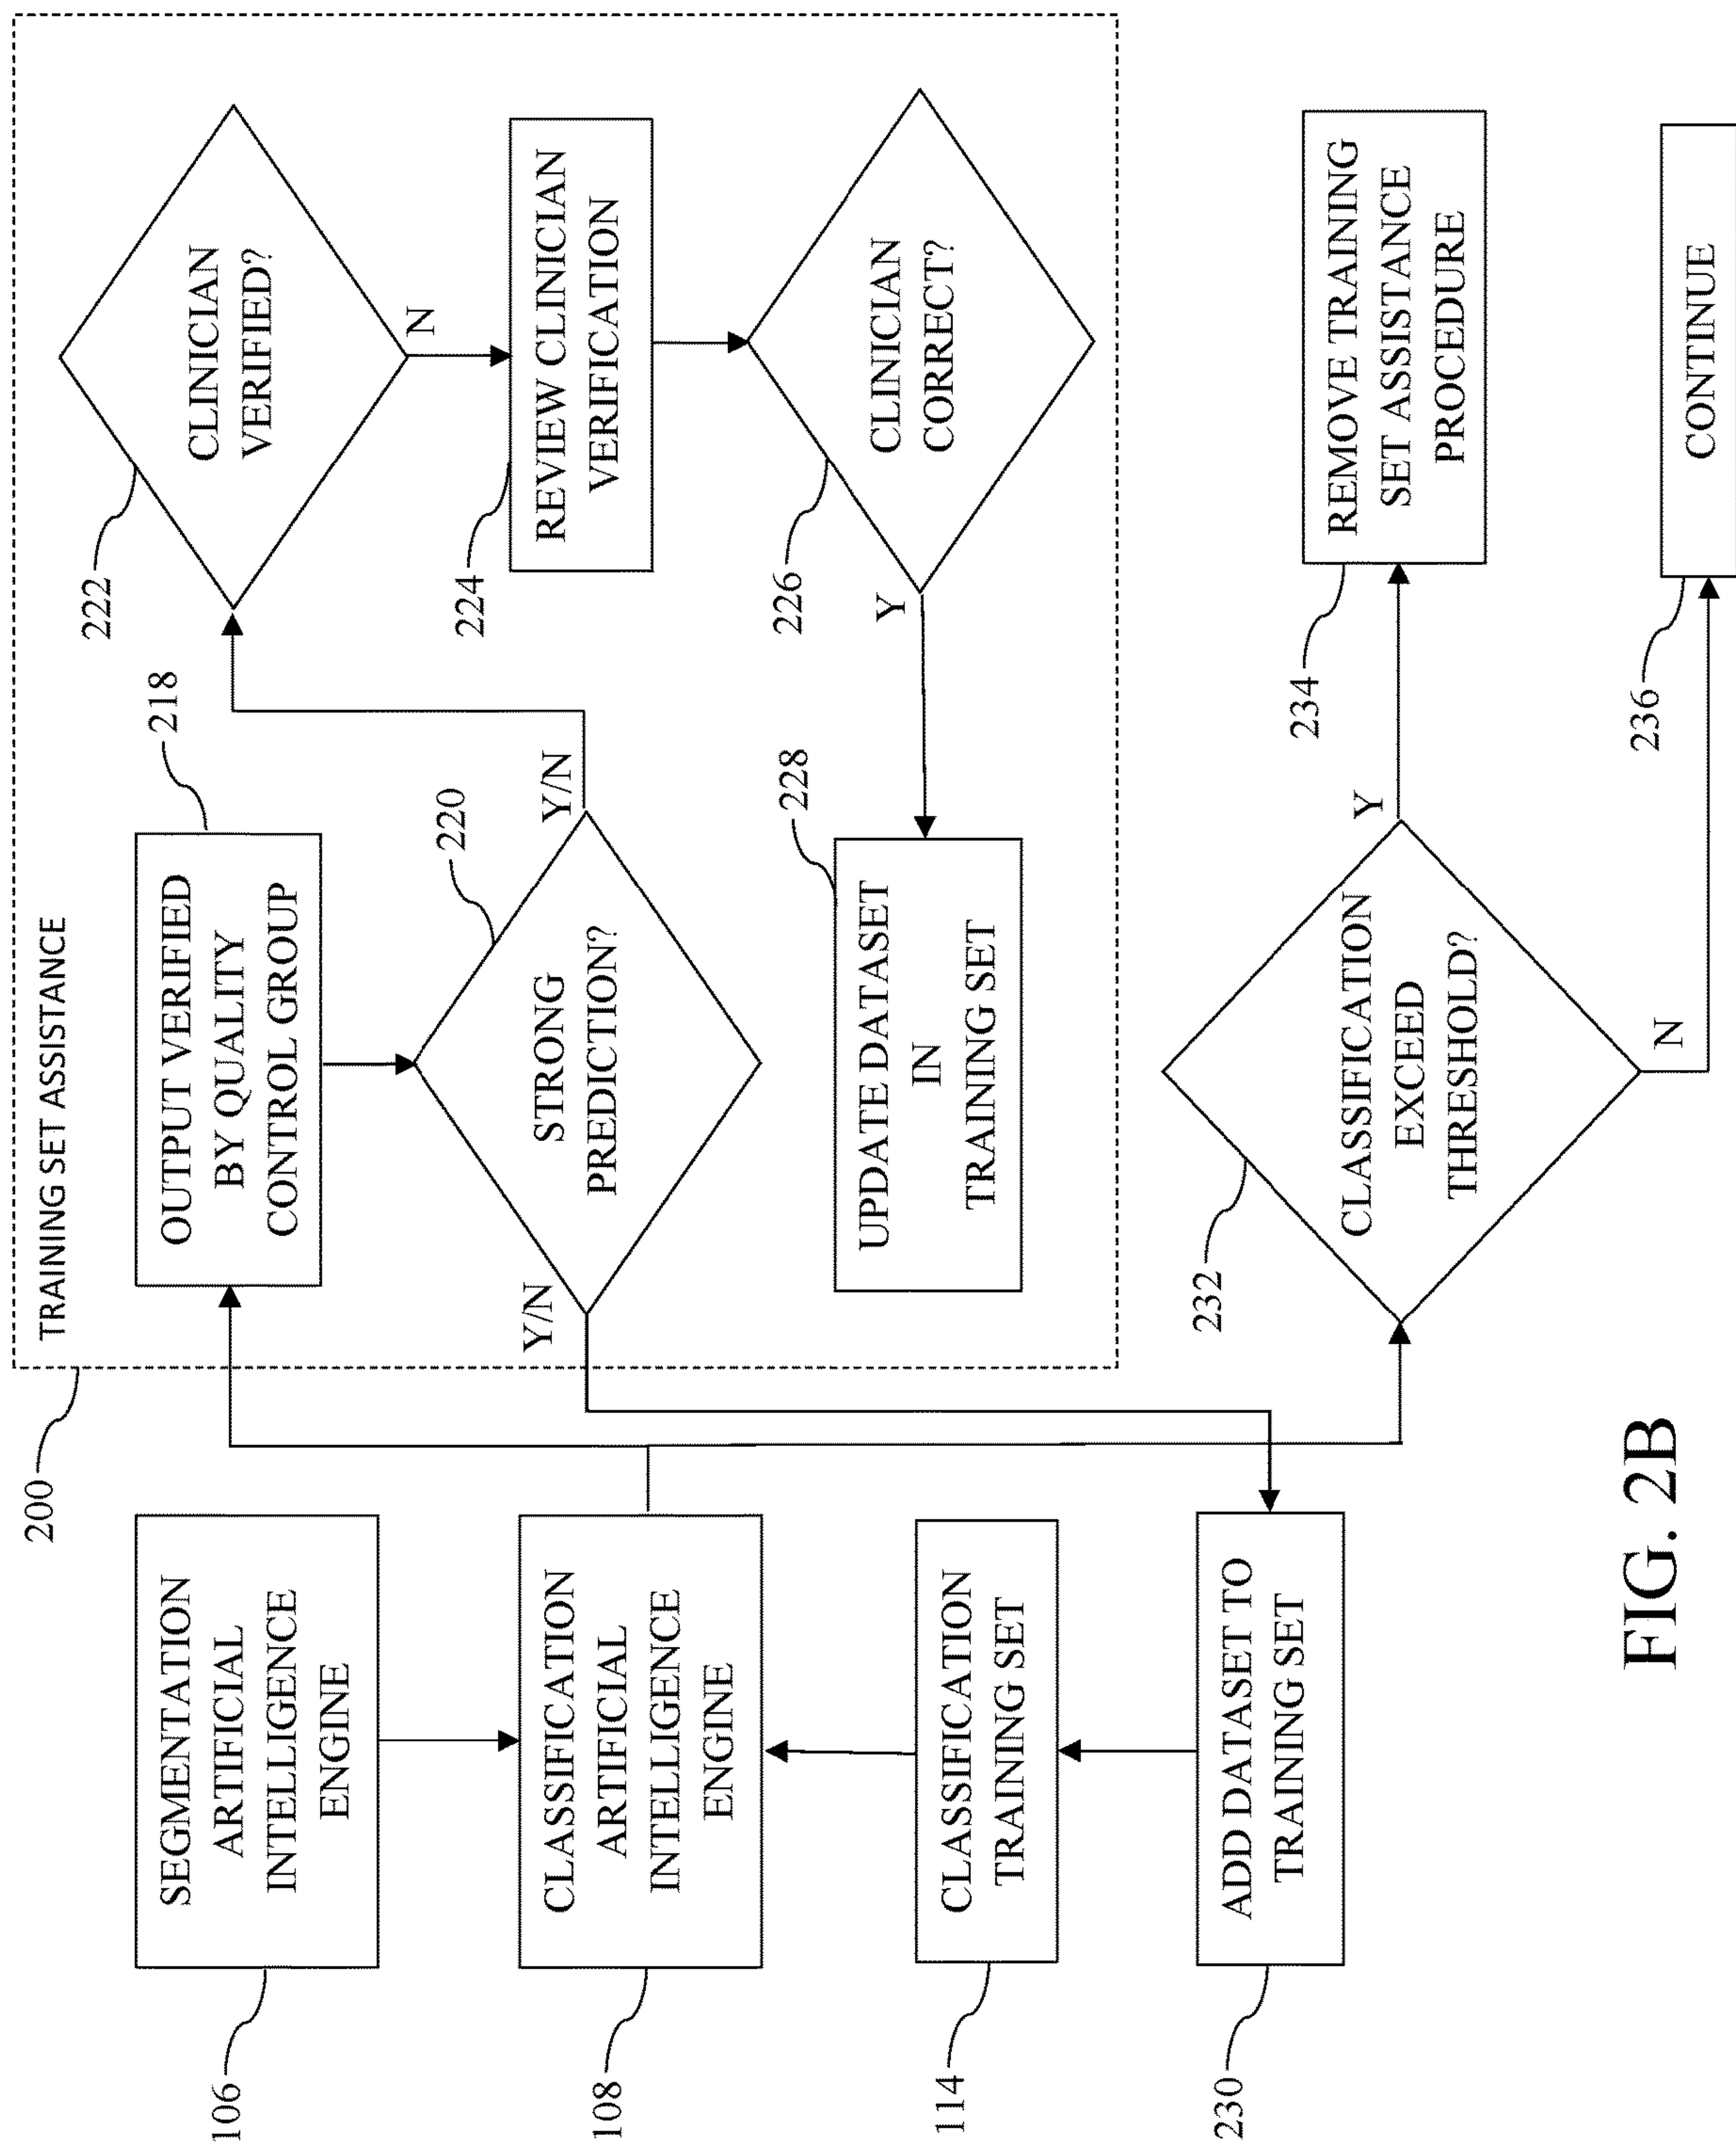 200
TRAINING SET ASSISTANCE
106
SEGMENTATION
ARTIFICIAL
INTELLIGENCE
ENGINE
OUTPUT VERIFIED
BY QUALITY
CONTROL GROUP
218
222
CLINICIAN
VERIFIED?
N
108
CLASSIFICATION
ARTIFICIAL
INTELLIGENCE
ENGINE
Y/N
STRONG
PREDICTION?
220
Y/N
224
REVIEW CLINICIAN
VERIFICATION
114
CLASSIFICATION
TRAINING SET
UPDATE DATASET
IN
TRAINING SET
228
Y
226
CLINICIAN
CORRECT?
230
ADD DATASET TO
TRAINING SET
232
CLASSIFICATION
EXCEED
THRESHOLD?
Y
N
234
REMOVE TRAINING
SET ASSISTANCE
PROCEDURE
236
CONTINUE
FIG. 2B